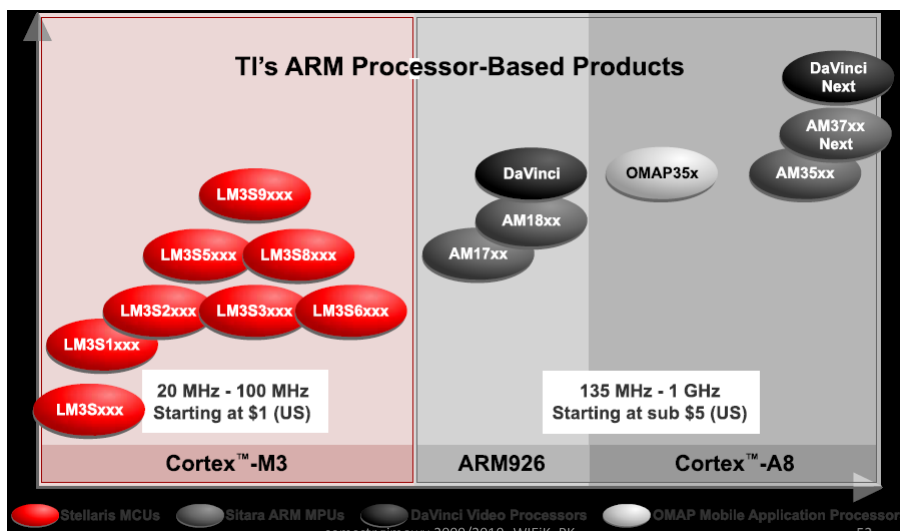 TI's ARM Processor-Based Products
DaVinci
Next
AM37xx
Next
DaVinci
OMAP35x
AM35xx
LM3S9xxx
AM18xx
LM3S5xxx
LM3S8xxx
AM17xx
LM3S2xxx
LM3S3xxx
LM3S6xxx
LM3S1xxx
LM3Sxxx
20 MHz - 100 MHz
Starting at $1 (US)
135 MHz - 1 GHz
Starting at sub $5 (US)
Cortex™-M3
ARM926
Cortex™-A8
Stellaris MCUs
Sitara ARM MPUs
DaVinci Video Processors
OMAP Mobile Application Processor
2009/2010